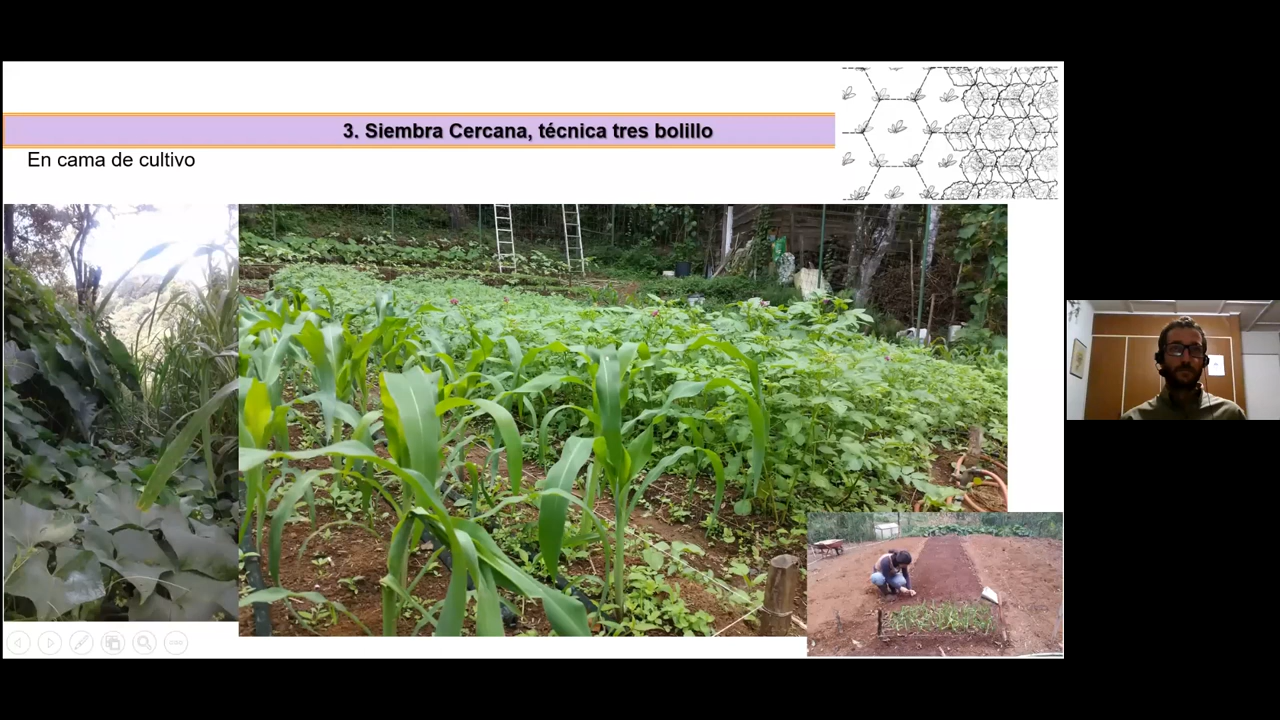 3. Siembra Cercana, técnica tres bolillo
En cama de cultivo